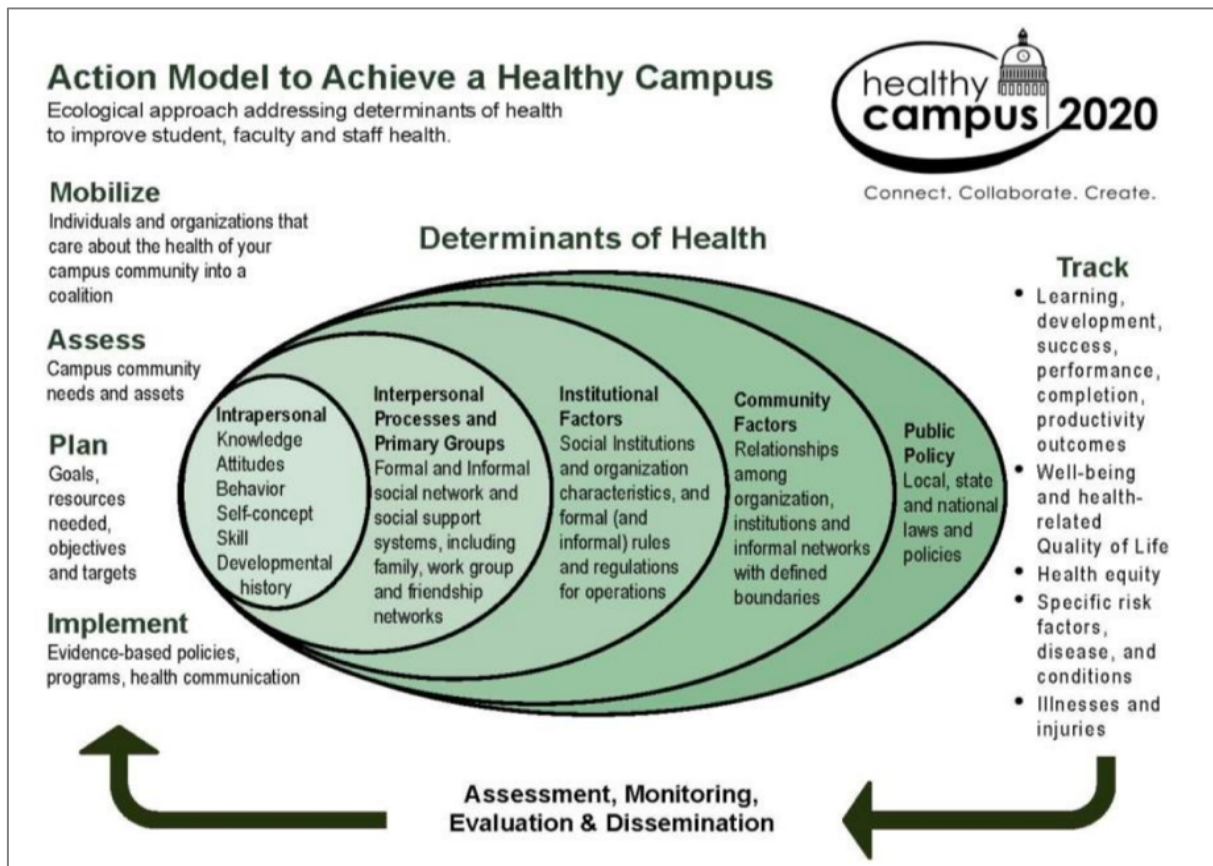 Action Model to Achieve a Healthy Campus
Ecological approach addressing determinants of health
to improve student, faculty and staff health.
healthy
campus 2020
Connect. Collaborate. Create.
Mobilize
Individuals and organizations that
care about the health of your
campus community into a
coalition
Assess
Campus community
needs and assets
Plan
Goals,
resources
needed,
objectives
and targets
Implement
Evidence-based policies,
programs, health communication
Determinants of Health
Intrapersonal
Knowledge
Attitudes
Behavior
Self-concept
Skill
Developmental
history
Interpersonal
Processes and
Primary Groups
Formal and Informal
social network and
social support
systems, including
family, work group
and friendship
networks
Institutional
Factors
Social Institutions
and organization
characteristics, and
formal (and
informal) rules
and regulations
for operations
Community
Factors
Relationships
among
organization,
institutions and
informal networks
with defined
boundaries
Public
Policy
Local, state
and national
laws and
policies
Track
• Learning,
development,
success,
performance,
completion,
productivity
outcomes
• Well-being
and health-
related
Quality of Life
• Health equity
• Specific risk
factors,
disease, and
conditions
• Illnesses and
injuries
Assessment, Monitoring,
Evaluation & Dissemination